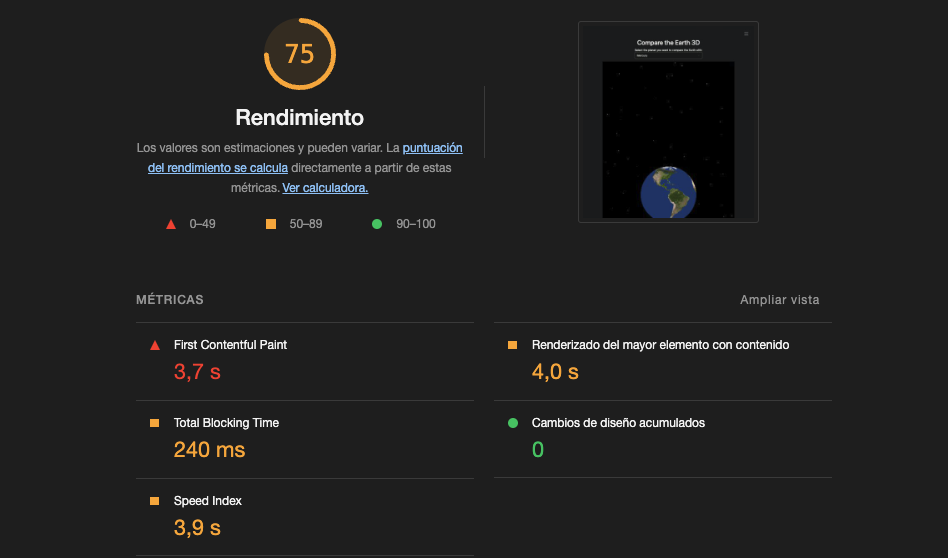 75
Rendimiento
Los valores son estimaciones y pueden variar. La puntuación
del rendimiento se calcula directamente a partir de estas
métricas. Ver calculadora.
0–49
50–89
90–100
Compare the Earth 3D
MÉTRICAS
Ampliar vista
First Contentful Paint
3,7 s
Renderizado del mayor elemento con contenido
4,0 s
Total Blocking Time
240 ms
Cambios de diseño acumulados
0
Speed Index
3,9 s